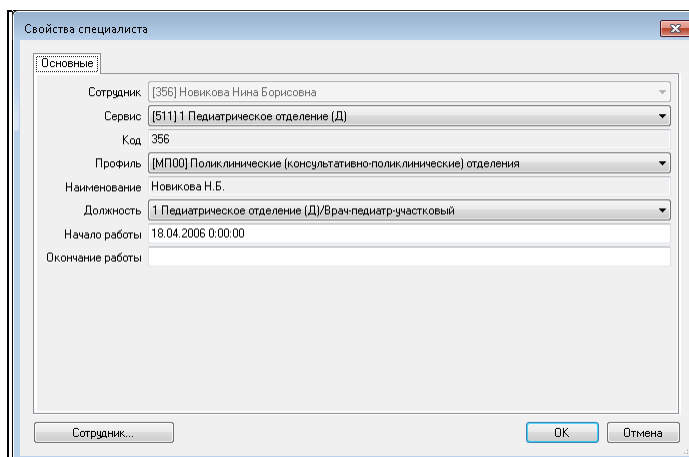 Свойства специалиста
Основные
Сотрудник [356] Новикова Нина Борисовна
Сервис [511] 1 Педиатрическое отделение (Д)
Код 356
Профиль [МП00] Поликлинические (консультативно-поликлинические) отделения
Наименование Новикова Н.Б.
Должность 1 Педиатрическое отделение (Д)/Врач-педиатр-участковый
Начало работы 18.04.2006 0:00:00
Окончание работы
Сотрудник... OK Отмена